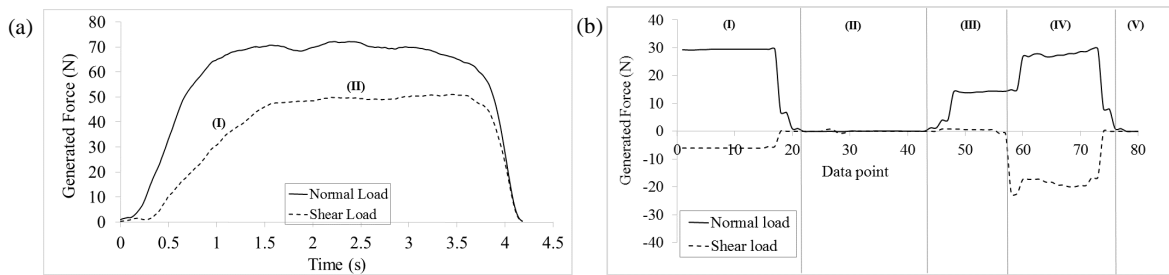 (a)
80
70
60
50
40
30
20
10
0
Generated Force (N)
(I)
(II)
Normal Load
Shear Load
0 0.5 1 1.5 2 2.5 3 3.5 4 4.5
Time (s)
(b)
(I) (II) (III) (IV) (V)
40
30
20
10
0
-10
-20
-30
-40
Generated Force (N)
0 10 20 30 40 50 60 70 80
Data point
Normal load
Shear load